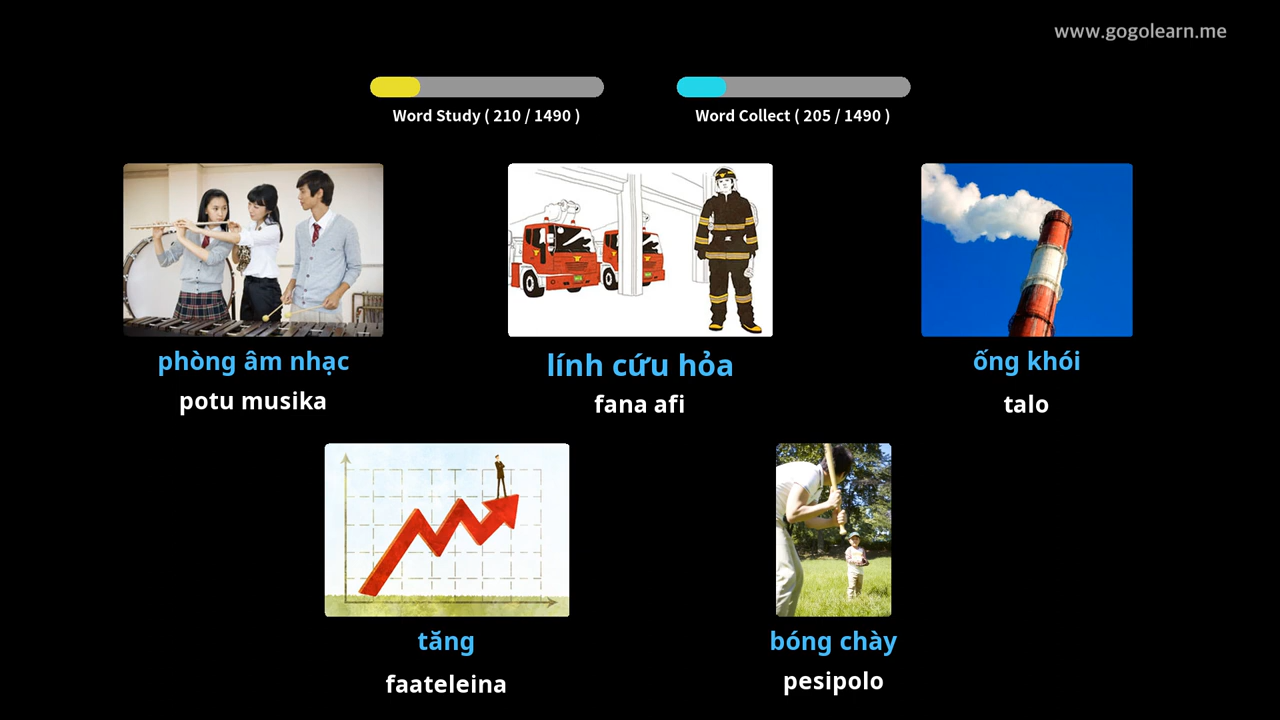 www.gogolearn.me
Word Study ( 210 / 1490 )
Word Collect ( 205 / 1490 )
phòng âm nhạc
potu musika
lính cứu hỏa
fana afi
ống khói
talo
tăng
faateleina
bóng chày
pesipolo